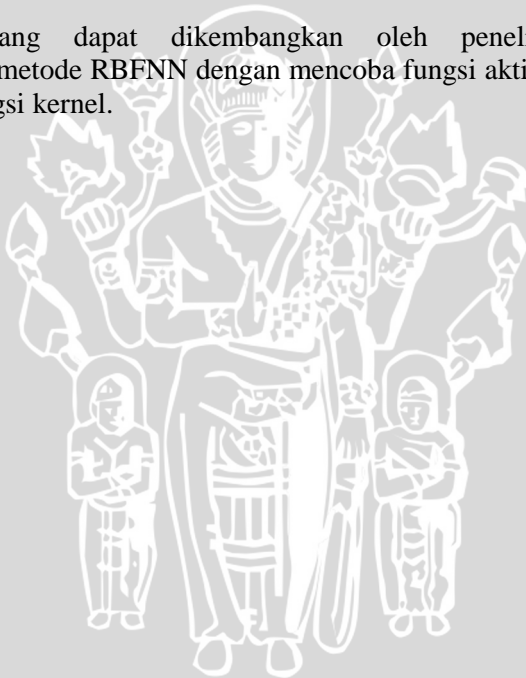 ang dapat dikembangkan oleh penel
metode RBFNN dengan mencoba fungsi akti
gsi kernel.